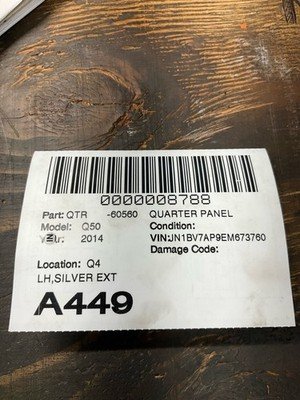 0000008788
Part: QTR -60560 QUARTER PANEL
Model: Q50 Condition:
Year: 2014 VIN:JN1BV7AP9EM673760
Damage Code:
Location: Q4
LH,SILVER EXT
A449